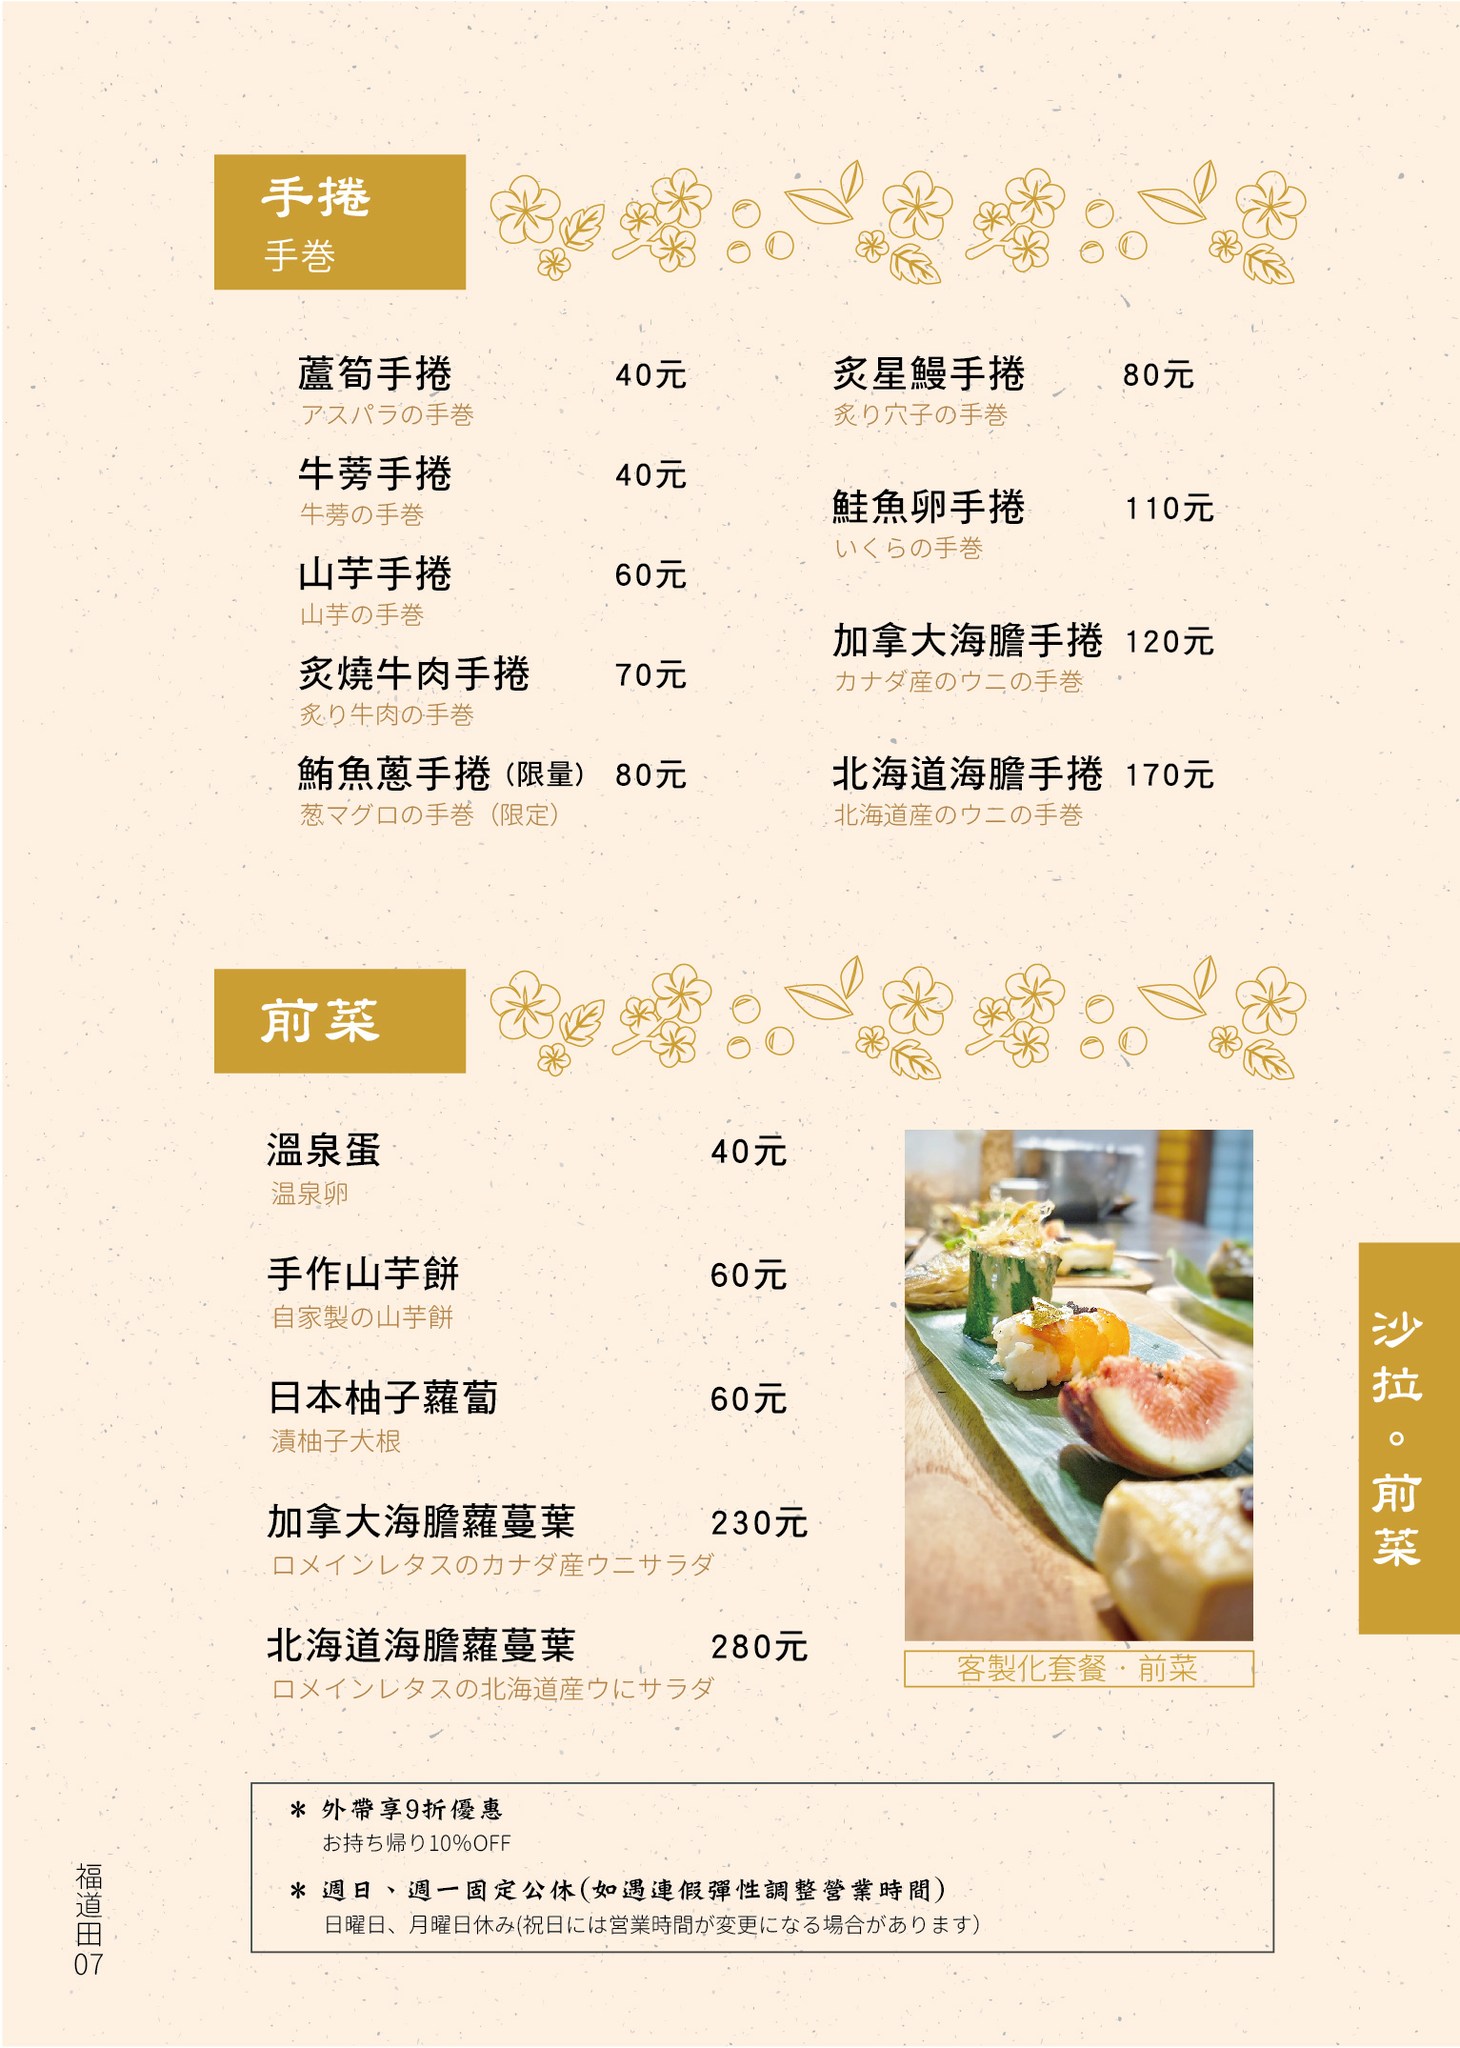 手捲
手巻
蘆筍手捲 40元
アスパラの手巻
牛蒡手捲 40元
牛蒡の手巻
山芋手捲 60元
山芋の手巻
炙燒牛肉手捲 70元
炙り牛肉の手巻
鮪魚蔥手捲(限量) 80元
葱マグロの手巻(限定)
炙星鰻手捲 80元
炙り穴子の手巻
鮭魚卵手捲 110元
いくらの手巻
加拿大海膽手捲 120元
カナダ産のウニの手巻
北海道海膽手捲 170元
北海道産のウニの手巻
前菜
溫泉蛋 40元
温泉卵
手作山芋餅 60元
自家製の山芋餅
日本柚子蘿蔔 60元
漬柚子大根
加拿大海膽蘿蔓葉 230元
ロメインレタスのカナダ産ウニサラダ
北海道海膽蘿蔓葉 280元
ロメインレタスの北海道産ウにサラダ
客製化套餐·前菜
沙拉。前菜
* 外帶享9折優惠
お持ち帰り10%OFF
* 週日、週一固定公休(如遇連假彈性調整營業時間)
日曜日、月曜日休み(祝日には営業時間が変更になる場合があります)
福道田07